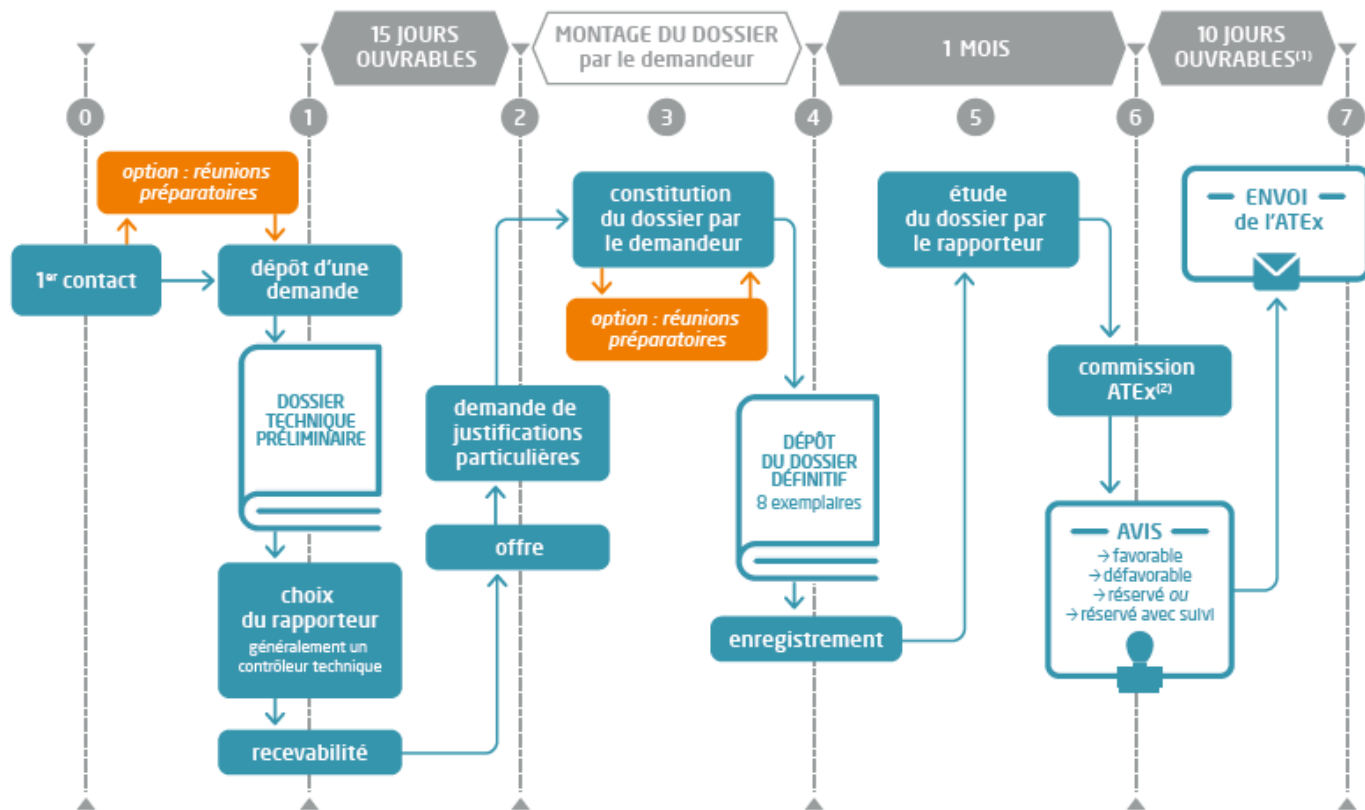 15 JOURS
OUVRABLES
MONTAGE DU DOSSIER
par le demandeur
1 MOIS
10 JOURS
OUVRABLES(1)
0
1
2
3
4
5
6
7
option : réunions
préparatoires
1er contact
dépôt d'une
demande
DOSSIER
TECHNIQUE
PRÉLIMINAIRE
choix
du rapporteur
généralement un
contrôleur technique
recevabilité
offre
demande de
justifications
particulières
constitution
du dossier par
le demandeur
option : réunions
préparatoires
DÉPÔT
DU DOSSIER
DÉFINITIF
8 exemplaires
enregistrement
étude
du dossier par
le rapporteur
commission
ATEx(2)
AVIS
→ favorable
→ défavorable
→ réservé ou
→ réservé avec suivi
ENVOI
de l'ATEx